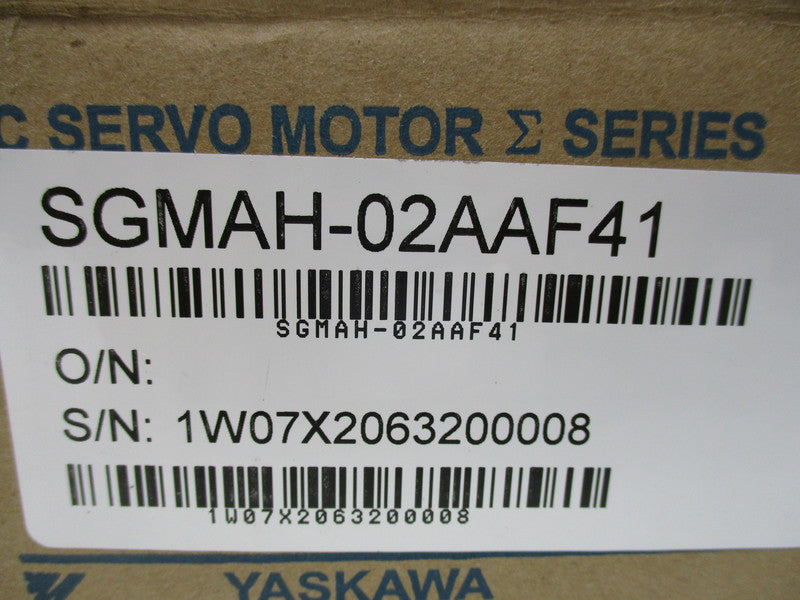 C SERVO MOTOR Σ SERIES
SGMAH-02AAF41
SGMAH-02AAF41
O/N:
S/N: 1W07X2063200008
1W07X2063200008
YASKAWA